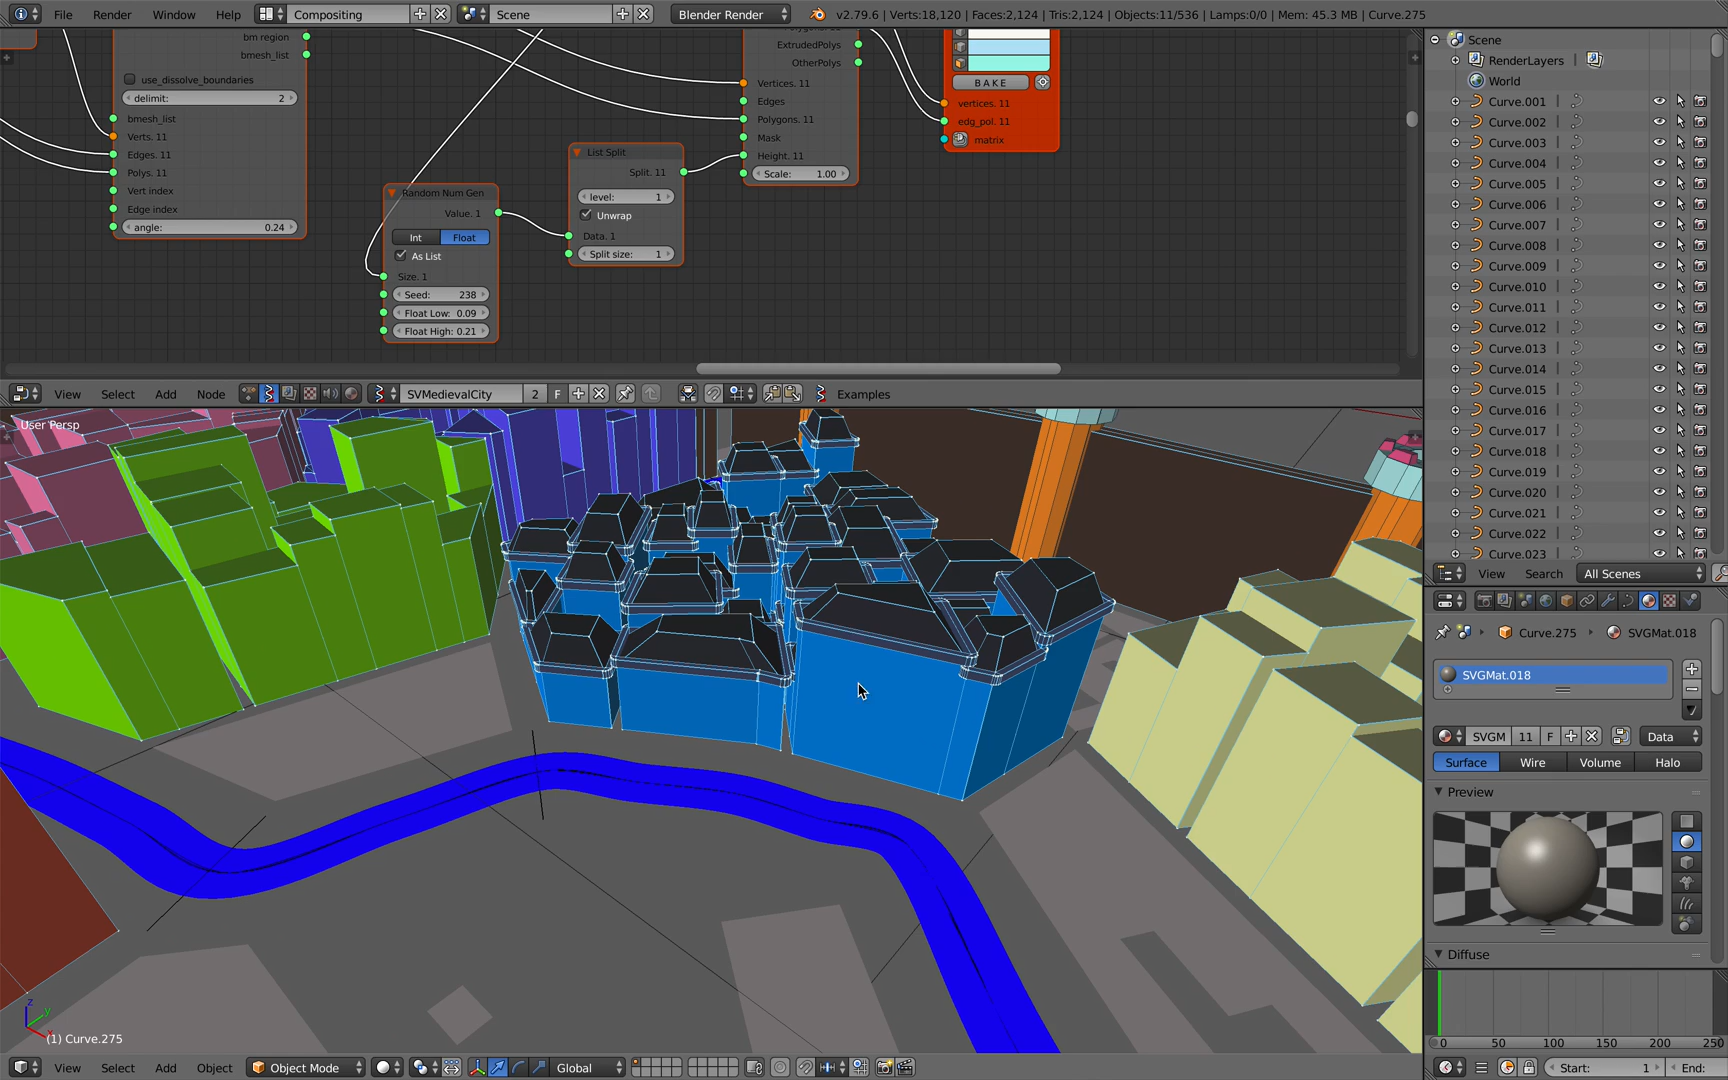 File Render Window Help Compositing Scene Blender Render v2.79.6 | Verts:18,120 | Faces:2,124 | Tris:2,124 | Objects:11/536 | Lamps:0/0 | Mem: 45.3 MB | Curve.275
bm region
bmesh_list
use_dissolve_boundaries
delimit: 2
bmesh_list
Verts. 11
Edges. 11
Polys. 11
Vert index
Edge index
angle: 0.24
Random Num Gen
Value. 1
Int Float
As List
Size. 1
Seed: 238
Float Low: 0.09
Float High: 0.21
List Split
Split. 11
level: 1
Unwrap
Data. 1
Split size: 1
ExtrudedPolys
OtherPolys
Vertices. 11
Edges
Polygons. 11
Mask
Height. 11
Scale: 1.00
BAKE
vertices. 11
edg_pol. 11
matrix
View Select Add Node SVMedievalCity 2 F Examples
User Persp
(1) Curve.275
View Select Add Object Object Mode Global
Scene
RenderLayers
World
Curve.001
Curve.002
Curve.003
Curve.004
Curve.005
Curve.006
Curve.007
Curve.008
Curve.009
Curve.010
Curve.011
Curve.012
Curve.013
Curve.014
Curve.015
Curve.016
Curve.017
Curve.018
Curve.019
Curve.020
Curve.021
Curve.022
Curve.023
View Search All Scenes
Curve.275 SVGMat.018
SVGMat.018
SVGM 11 F Data
Surface Wire Volume Halo
Preview
Diffuse
0 50 100 150 200 250
Start: 1 End: